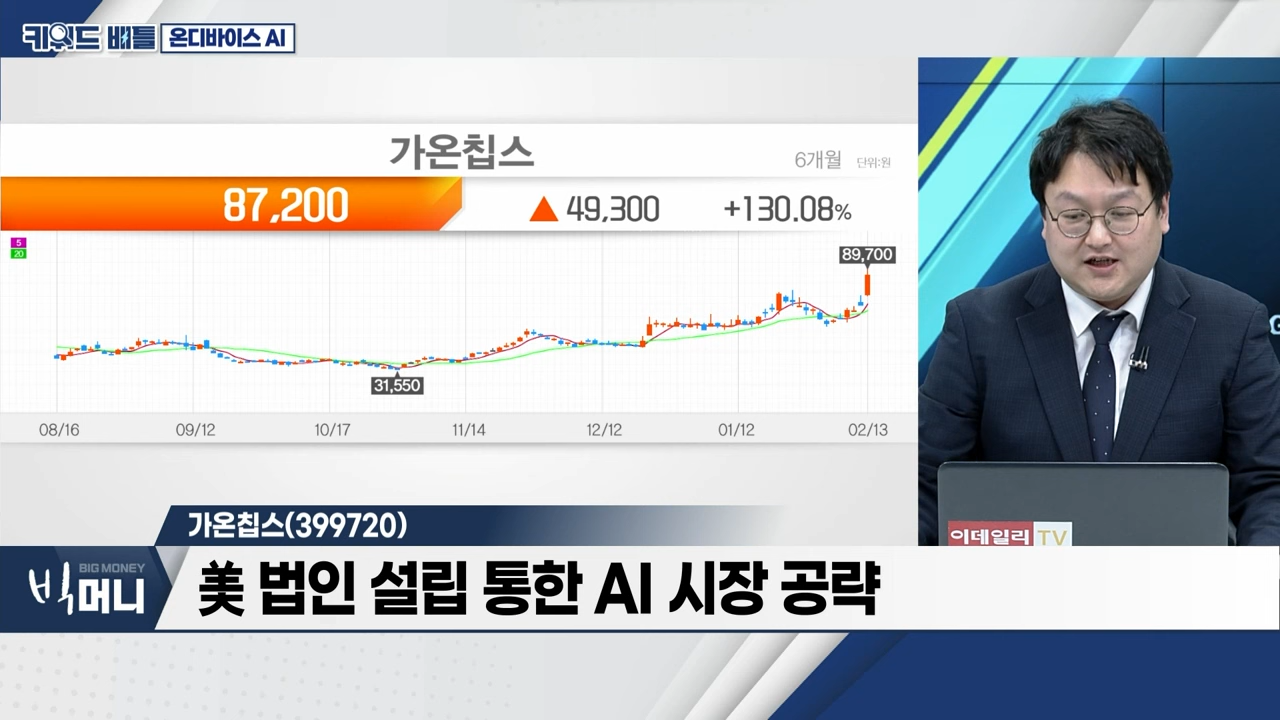 키워드 배틀 온디바이스 AI
가온칩스
6개월 단위:원
87,200 ▲ 49,300 +130.08%
5
20
89,700
31,550
08/16 09/12 10/17 11/14 12/12 01/12 02/13
G
이데일리 TV
가온칩스(399720)
BIG MONEY
빅머니
美 법인 설립 통한 AI 시장 공략